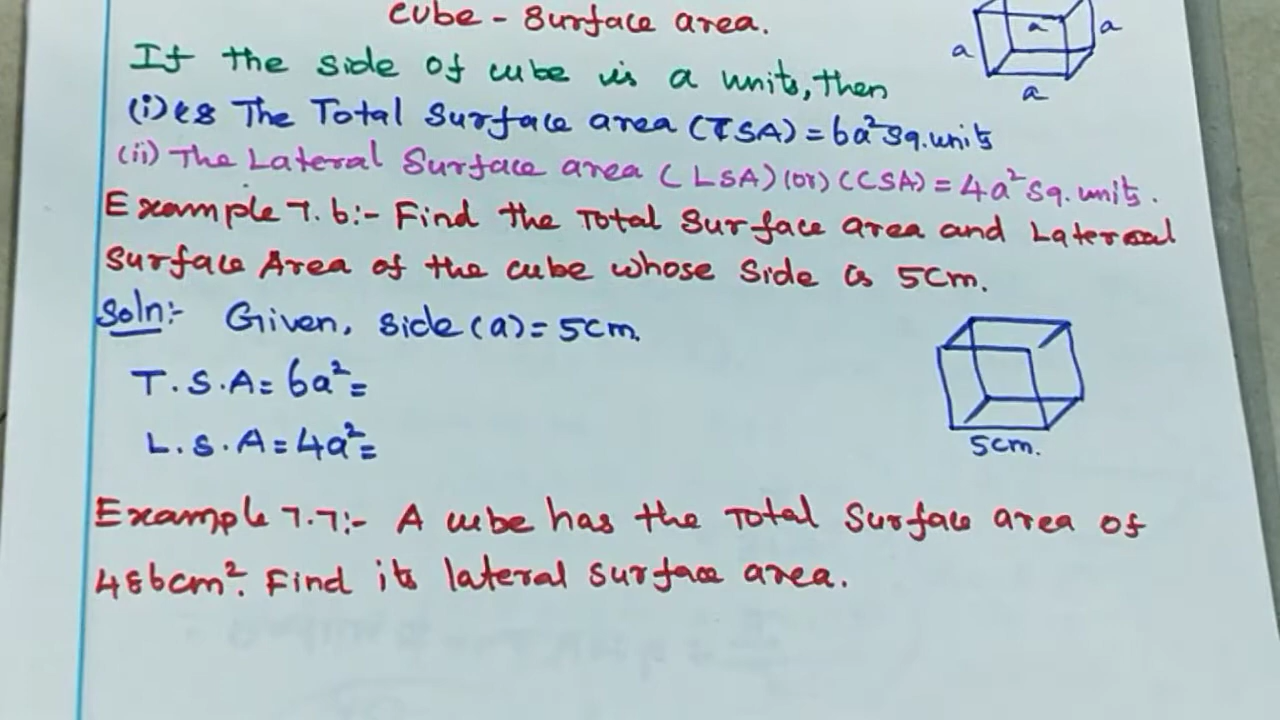 Cube - Surface area.
a
a
a
a
If the side of cube is a units, then
(i) The Total Surface area (TSA) = 6a² sq. units
(ii) The Lateral Surface area (LSA) (or) (CSA) = 4a² sq. units.
Example 7.6:- Find the Total Surface area and Lateral
Surface Area of the cube whose Side is 5cm.
Soln:- Given, side (a) = 5cm.
T.S.A = 6a² =
L.S.A = 4a² =
5cm.
Example 7.7:- A cube has the Total Surface area of
486cm². Find its lateral surface area.